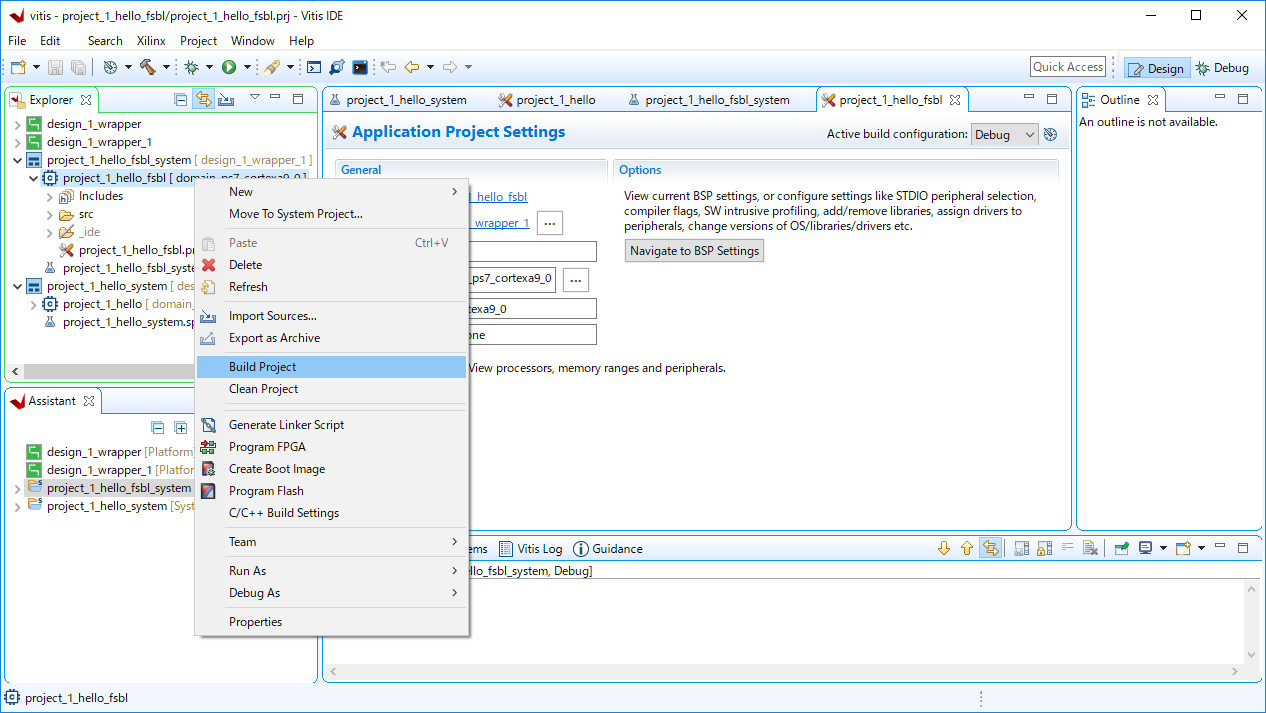 vitis - project_1_hello_fsbl/project_1_hello_fsbl.prj - Vitis IDE
File Edit Search Xilinx Project Window Help
Quick Access
Design
Debug
Explorer
design_1_wrapper
design_1_wrapper_1
project_1_hello_fsbl_system [ design_1_wrapper_1 ]
project_1_hello_fsbl [ domain_ps7_cortexa9_0 ]
Includes
src
_ide
project_1_hello_fsbl.pr
project_1_hello_fsbl_syste
project_1_hello_system [ des
project_1_hello [ domain_
project_1_hello_system.sp
Assistant
design_1_wrapper [Platform]
design_1_wrapper_1 [Platfor
project_1_hello_fsbl_system
project_1_hello_system [Syst
New
Move To System Project...
Paste Ctrl+V
Delete
Refresh
Import Sources...
Export as Archive
Build Project
Clean Project
Generate Linker Script
Program FPGA
Create Boot Image
Program Flash
C/C++ Build Settings
Team
Run As
Debug As
Properties
project_1_hello_system
project_1_hello
project_1_hello_fsbl_system
project_1_hello_fsbl
Application Project Settings
Active build configuration: Debug
General
1_hello_fsbl
_wrapper_1 ...
_ps7_cortexa9_0 ...
rtexa9_0
one
View processors, memory ranges and peripherals.
Options
View current BSP settings, or configure settings like STDIO peripheral selection,
compiler flags, SW intrusive profiling, add/remove libraries, assign drivers to
peripherals, change versions of OS/libraries/drivers etc.
Navigate to BSP Settings
Outline
An outline is not available.
ems
Vitis Log
Guidance
ello_fsbl_system, Debug]
project_1_hello_fsbl